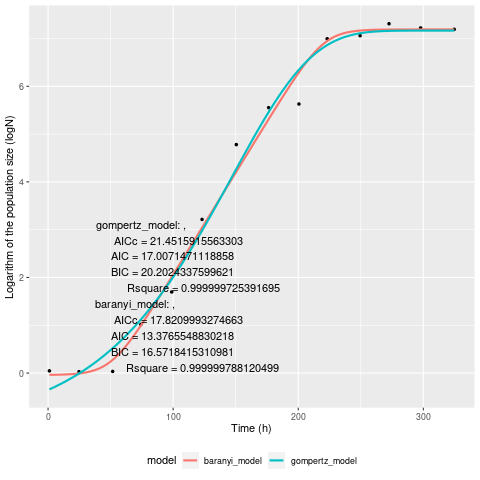 Logarithm of the population size (logN)
6
4
2
0
gompertz_model: ,
AICc = 21.4515915563303
AIC = 17.0071471118858
BIC = 20.2024337599621
Rsquare = 0.999999725391695
baranyi_model: ,
AICc = 17.8209993274663
AIC = 13.3765548830218
BIC = 16.5718415310981
Rsquare = 0.999999788120499
0 100 200 300
Time (h)
model baranyi_model gompertz_model